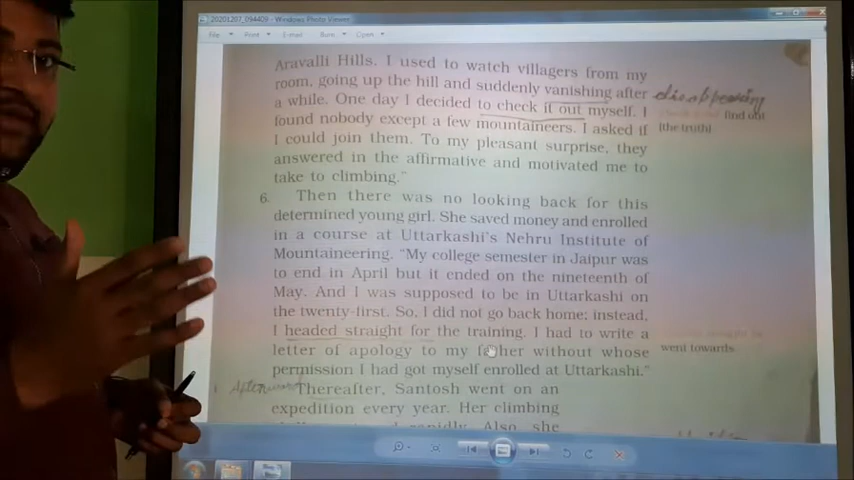 20201207_094409 - Windows Photo Viewer
File Print E-mail Burn Open
Aravalli Hills. I used to watch villagers from my
room, going up the hill and suddenly vanishing after
a while. One day I decided to check it out myself. I
found nobody except a few mountaineers. I asked if
I could join them. To my pleasant surprise, they
answered in the affirmative and motivated me to
take to climbing."
disappearing
find out
(the truth)
6. Then there was no looking back for this
determined young girl. She saved money and enrolled
in a course at Uttarkashi's Nehru Institute of
Mountaineering. "My college semester in Jaipur was
to end in April but it ended on the nineteenth of
May. And I was supposed to be in Uttarkashi on
the twenty-first. So, I did not go back home; instead,
I headed straight for the training. I had to write a
letter of apology to my father without whose
permission I had got myself enrolled at Uttarkashi."
went towards
Afterward
Thereafter, Santosh went on an
expedition every year. Her climbing
rapidly. Also she